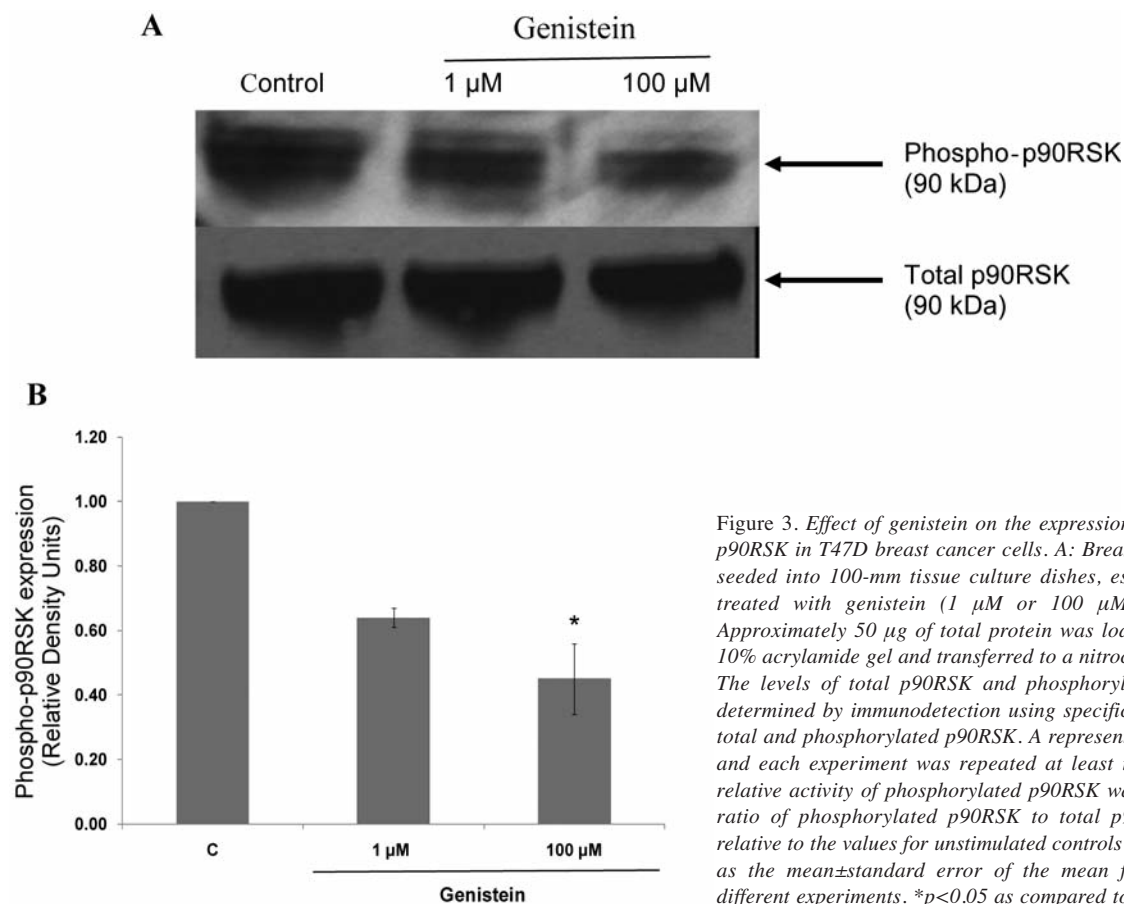 A
Genistein
Control
1 µM
100 µM
Phospho-p90RSK
(90 kDa)
Total p90RSK
(90 kDa)
B
Phospho-p90RSK expression
(Relative Density Units)
1.20
1.00
0.80
0.60
0.40
0.20
0.00
*
C
1 µM
100 µM
Genistein
Figure 3. Effect of genistein on the expression
p90RSK in T47D breast cancer cells. A: Brea
seeded into 100-mm tissue culture dishes, es
treated with genistein (1 µM or 100 µM
Approximately 50 µg of total protein was loa
10% acrylamide gel and transferred to a nitroc
The levels of total p90RSK and phosphoryl
determined by immunodetection using specific
total and phosphorylated p90RSK. A represen
and each experiment was repeated at least
relative activity of phosphorylated p90RSK wa
ratio of phosphorylated p90RSK to total p
relative to the values for unstimulated controls
as the mean±standard error of the mean f
different experiments. *p<0.05 as compared to